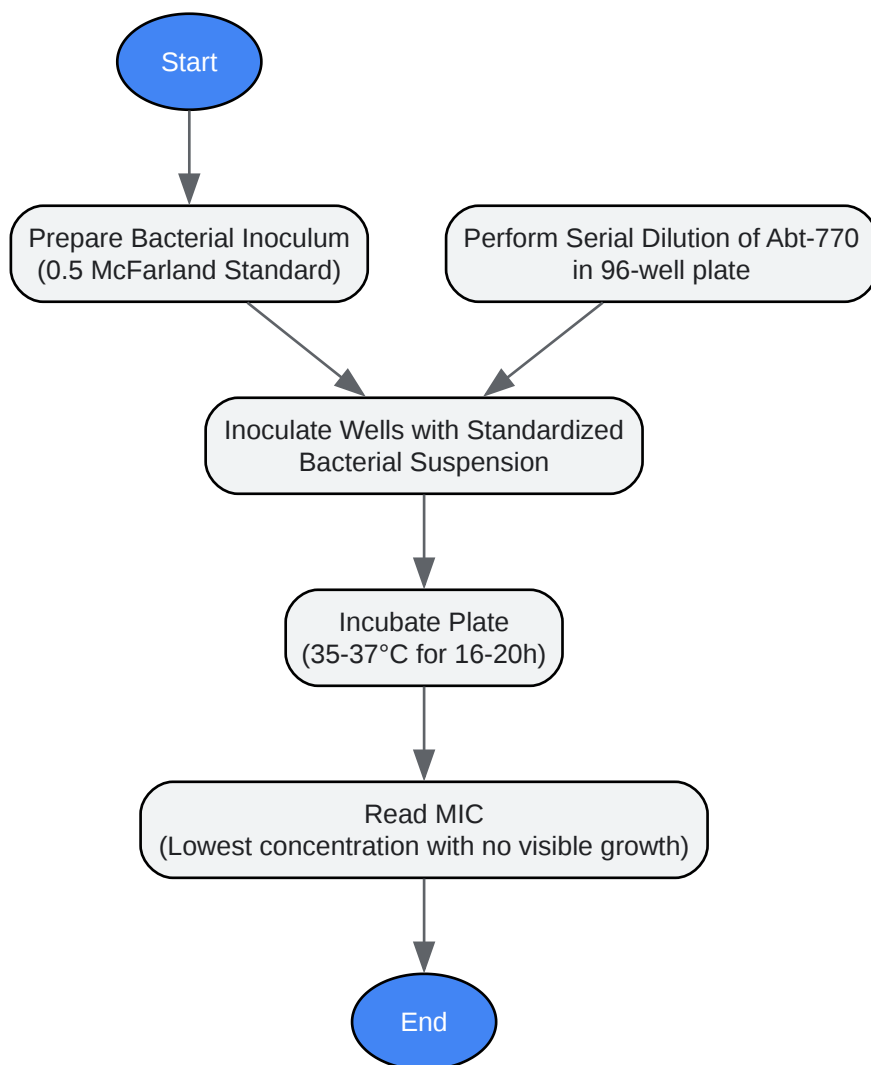 Start
Prepare Bacterial Inoculum
(0.5 McFarland Standard)
Perform Serial Dilution of Abt-770
in 96-well plate
Inoculate Wells with Standardized
Bacterial Suspension
Incubate Plate
(35-37°C for 16-20h)
Read MIC
(Lowest concentration with no visible growth)
End